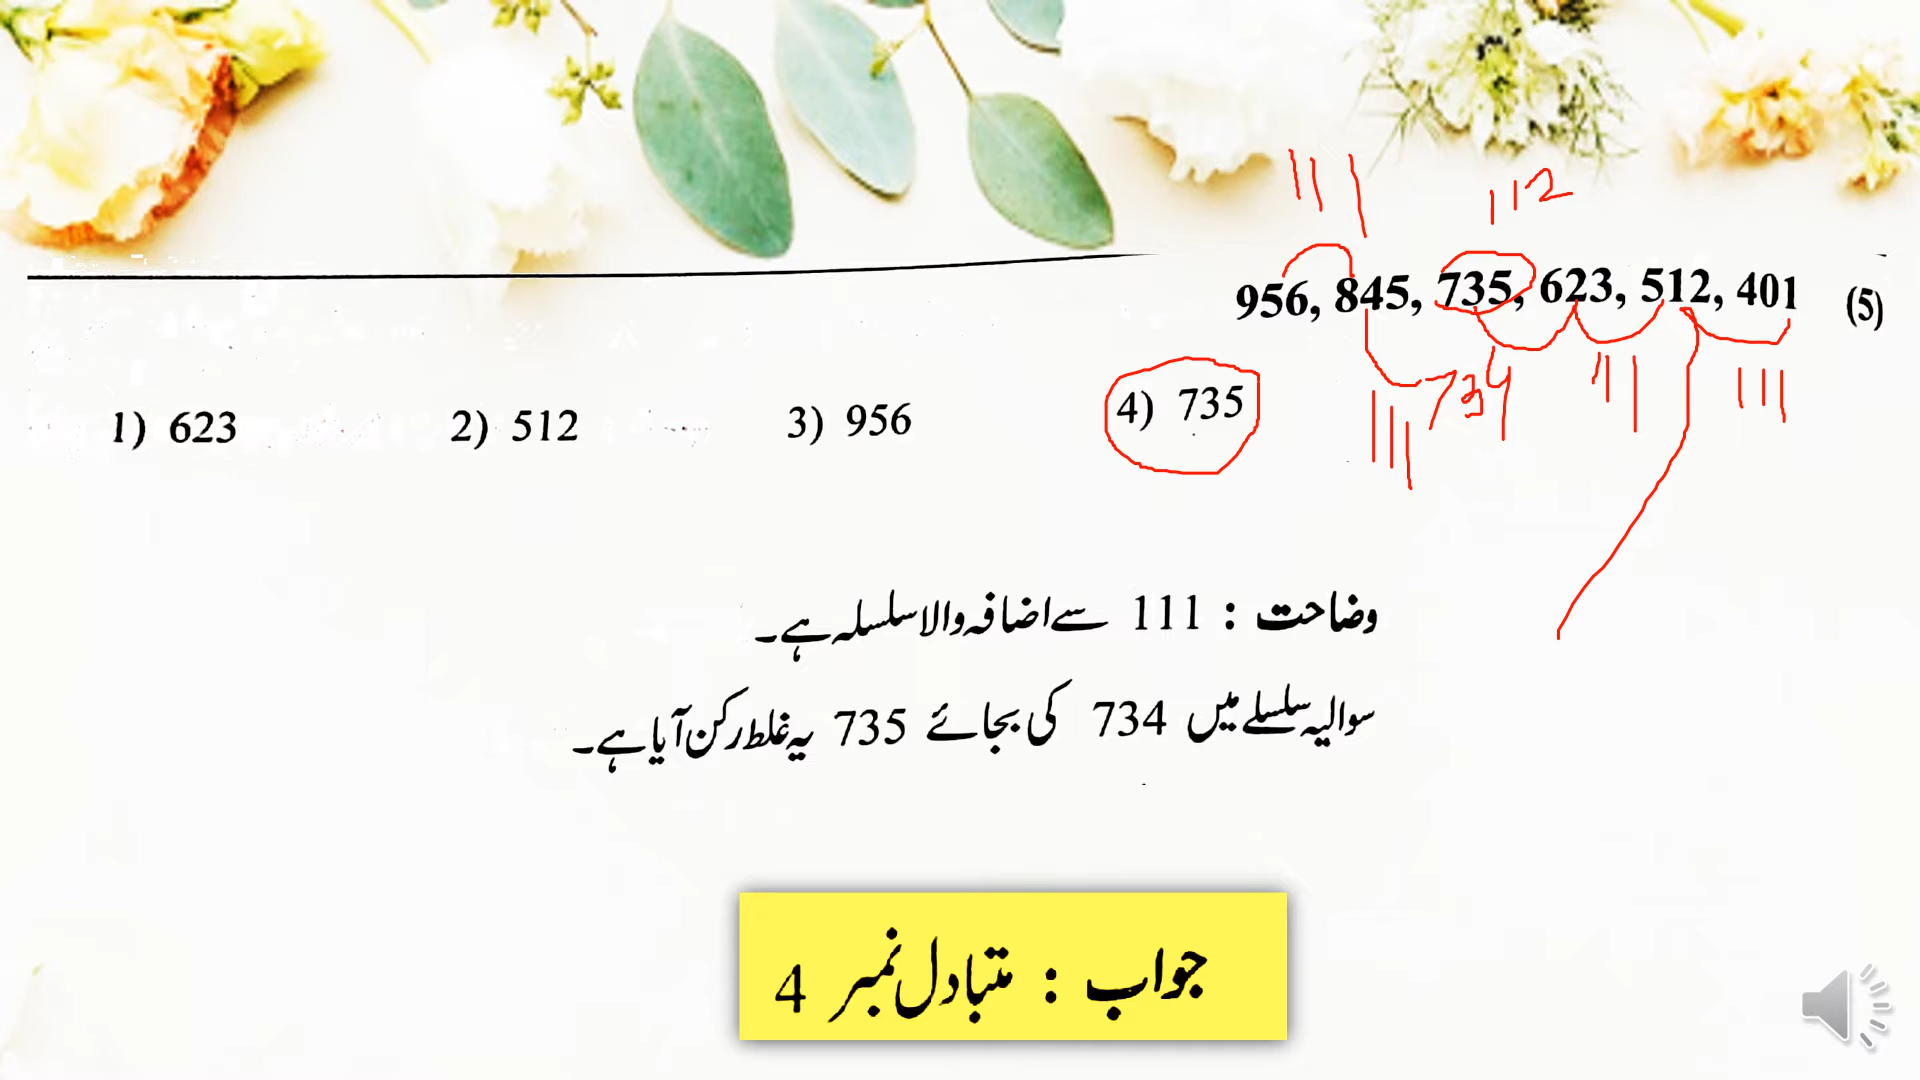 111 112
956, 845, 735, 623, 512, 401 (5)
734 111 111
111
1) 623 2) 512 3) 956 4) 735
وضاحت : 111 سے اضافہ والا سلسلہ ہے۔
سوالیہ سلسلے میں 734 کی بجائے 735 یہ غلط رکن آیا ہے۔
جواب : متبادل نمبر 4